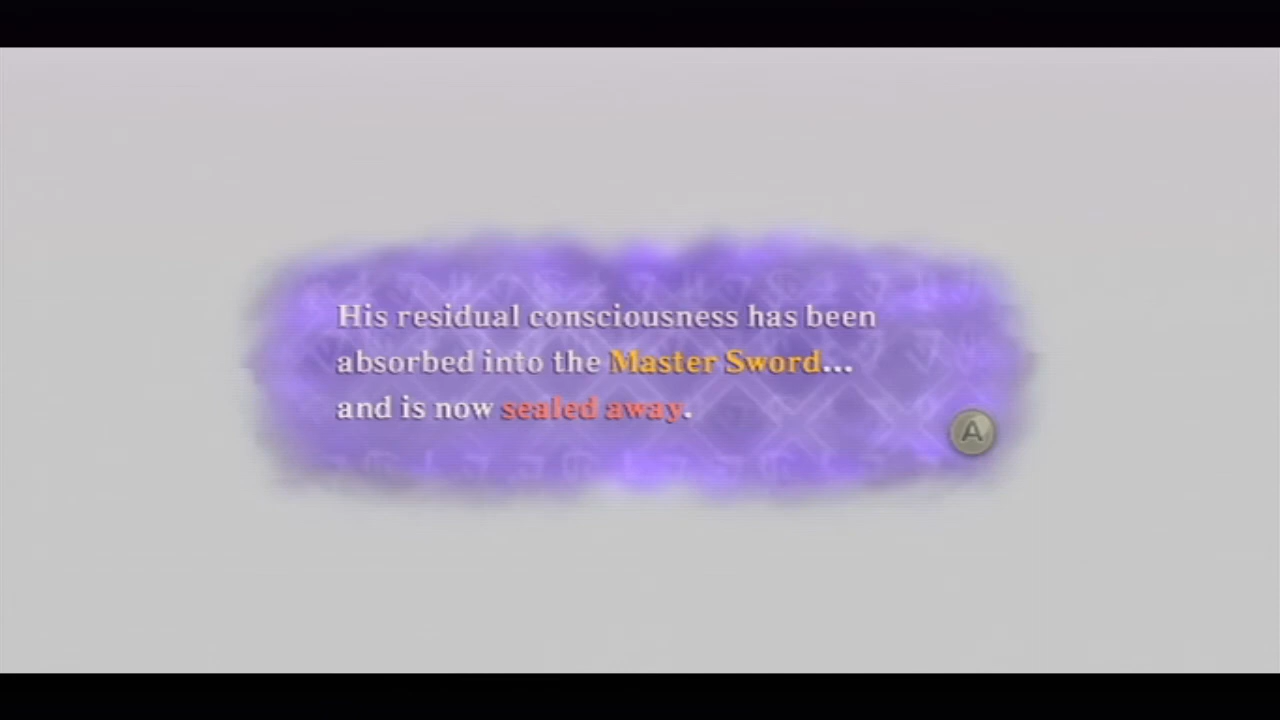 His residual consciousness has been
absorbed into the Master Sword...
and is now sealed away.
A